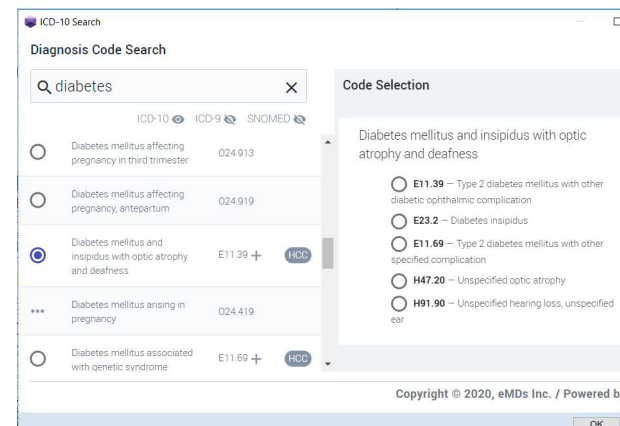 ICD-10 Search
Diagnosis Code Search
diabetes
ICD-10 ICD-9 SNOMED
Diabetes mellitus affecting
pregnancy in third trimester
O24.913
Diabetes mellitus affecting
pregnancy, antepartum
O24.919
Diabetes mellitus and
insipidus with optic atrophy
and deafness
E11.39 + HCC
Diabetes mellitus arising in
pregnancy
O24.419
Diabetes mellitus associated
with genetic syndrome
E11.69 + HCC
Code Selection
Diabetes mellitus and insipidus with optic
atrophy and deafness
E11.39 – Type 2 diabetes mellitus with other
diabetic ophthalmic complication
E23.2 – Diabetes insipidus
E11.69 – Type 2 diabetes mellitus with other
specified complication
H47.20 – Unspecified optic atrophy
H91.90 – Unspecified hearing loss, unspecified
ear
Copyright © 2020, eMDs Inc. / Powered b
OK